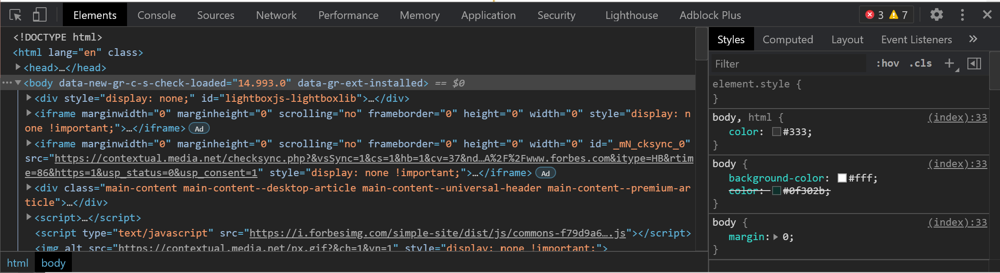 Elements Console Sources Network Performance Memory Application Security Lighthouse Adblock Plus 3 7
<!DOCTYPE html>
<html lang="en" class>
<head>…</head>
<body data-new-gr-c-s-check-loaded="14.993.0" data-gr-ext-installed> == $0
<div style="display: none;" id="lightboxjs-lightboxlib">…</div>
<iframe marginwidth="0" marginheight="0" scrolling="no" frameborder="0" height="0" width="0" style="display: n
one !important;">…</iframe> Ad
<iframe marginwidth="0" marginheight="0" scrolling="no" frameborder="0" height="0" width="0" id="_mN_cksync_0"
src="https://contextual.media.net/checksync.php?&vsSync=1&cs=1&hb=1&cv=37&nd…A%2F%2Fwww.forbes.com&itype=HB&rtim
e=86&https=1&usp_status=0&usp_consent=1" style="display: none !important;">…</iframe> Ad
<div class="main-content main-content--desktop-article main-content--universal-header main-content--premium-ar
ticle">…</div>
<script>…</script>
<script type="text/javascript" src="https://i.forbesimg.com/simple-site/dist/js/commons-f79d9a6….js"></script>
<img alt src="https://contextual.media.net/px.gif?&ch=1&vn=1" style="display: none !important;">
html body
Styles Computed Layout Event Listeners »
Filter :hov .cls +
element.style {
}
body, html { (index):33
color: #333;
}
body { (index):33
background-color: #fff;
color: #0f302b;
}
body { (index):33
margin: 0;
}